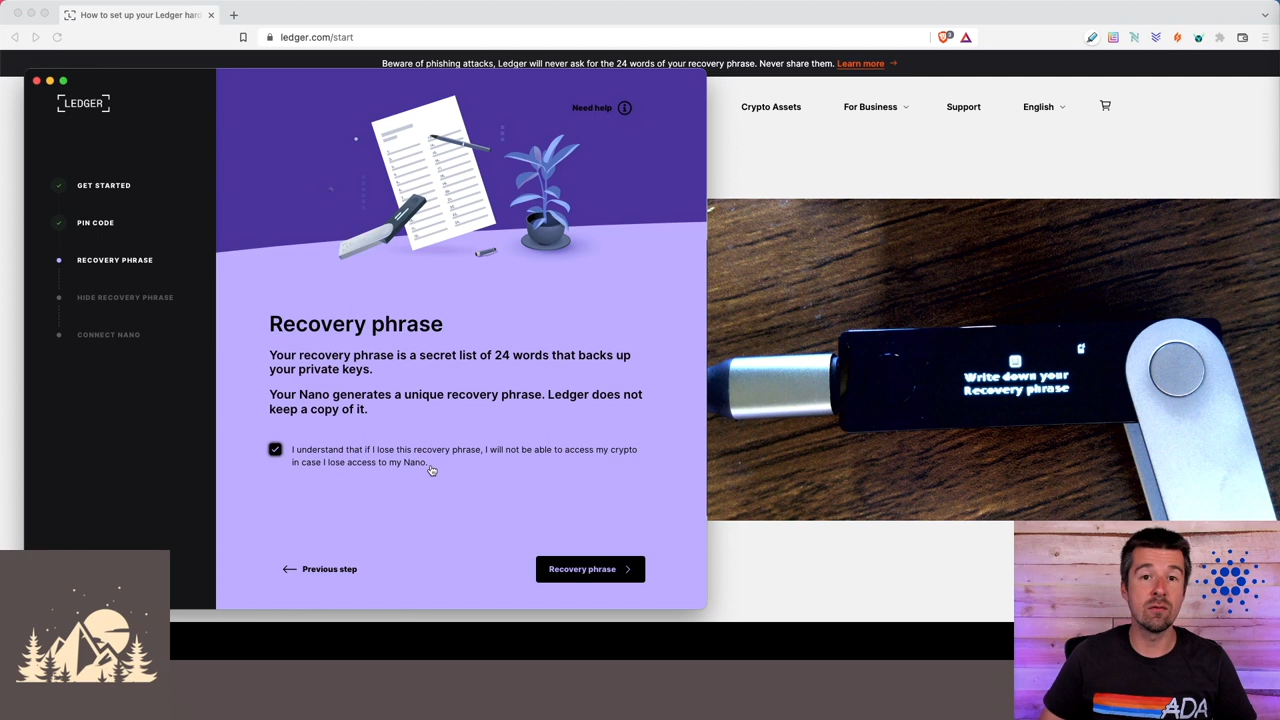 How to set up your Ledger hard
ledger.com/start
Beware of phishing attacks, Ledger will never ask for the 24 words of your recovery phrase. Never share them. Learn more
LEDGER
Need help
Crypto Assets
For Business
Support
English
GET STARTED
PIN CODE
RECOVERY PHRASE
HIDE RECOVERY PHRASE
CONNECT NANO
Recovery phrase
Your recovery phrase is a secret list of 24 words that backs up
your private keys.
Your Nano generates a unique recovery phrase. Ledger does not
keep a copy of it.
I understand that if I lose this recovery phrase, I will not be able to access my crypto
in case I lose access to my Nano.
Previous step
Recovery phrase
Write down your
Recovery phrase
ADA